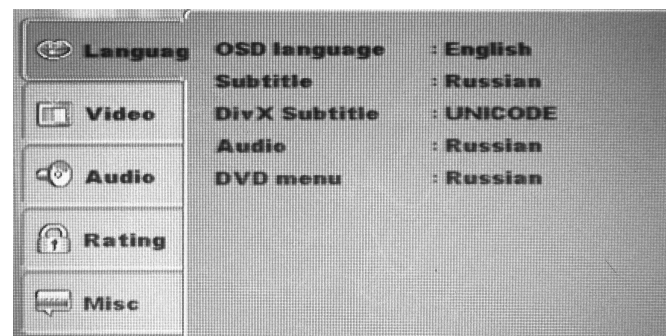 Languag
OSD language : English
Subtitle : Russian
Video
DivX Subtitle : UNICODE
Audio : Russian
Audio
DVD menu : Russian
Rating
Misc